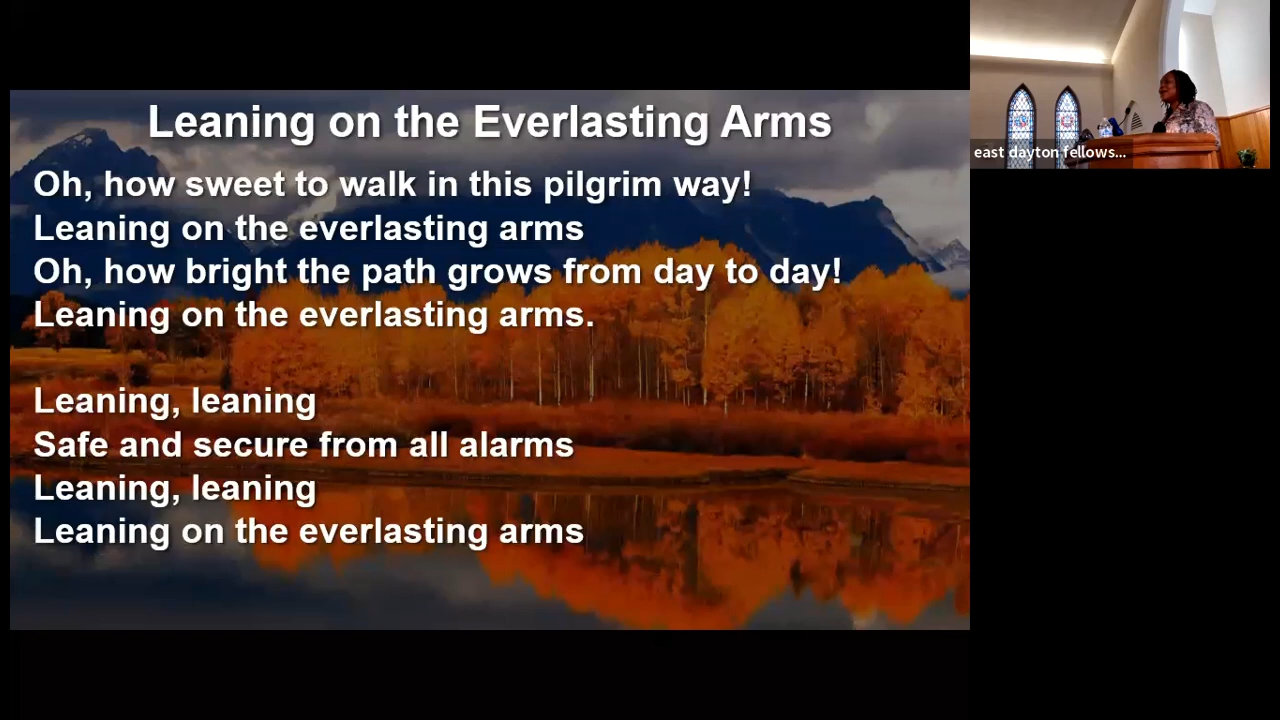 Leaning on the Everlasting Arms
Oh, how sweet to walk in this pilgrim way!
Leaning on the everlasting arms
Oh, how bright the path grows from day to day!
Leaning on the everlasting arms.
Leaning, leaning
Safe and secure from all alarms
Leaning, leaning
Leaning on the everlasting arms
east dayton fellows...